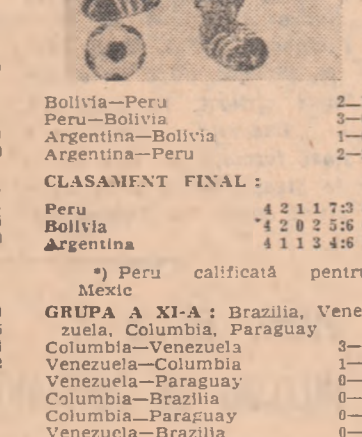 Bolivia—Peru 2—
Peru—Bolivia 3—
Argentina—Bolivia 1—
Argentina—Peru 2—
CLASAMENT FINAL :
Peru 4 2 1 1 7:3
Bolivia *4 2 0 2 5:6
Argentina 4 1 1 3 4:6
*) Peru calificată pentru
Mexic
GRUPA A XI-A : Brazilia, Vene
zuela, Columbia, Paraguay
Columbia—Venezuela 3—
Venezuela—Columbia 1—
Venezuela—Paraguay 0—
Columbia—Brazilia 0—
Columbia—Paraguay 0—
Venezuela—Brazilia 0—